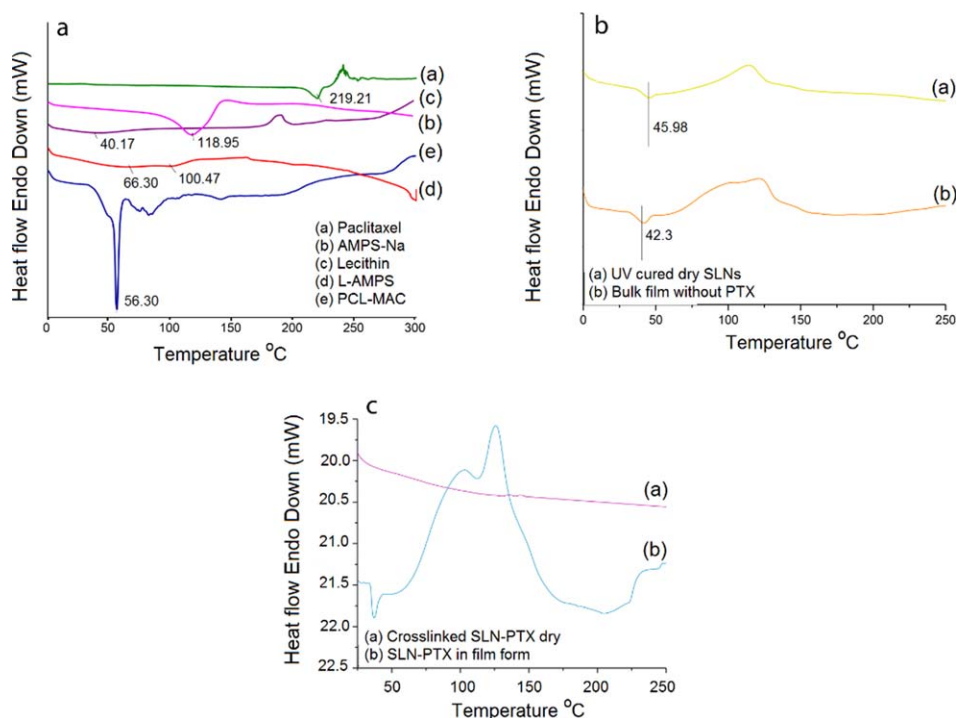 a
Heat flow Endo Down (mW)
(a)
219.21
(c)
(b)
40.17
118.95
(e)
66.30
100.47
(d)
56.30
(a) Paclitaxel
(b) AMPS-Na
(c) Lecithin
(d) L-AMPS
(e) PCL-MAC
0 50 100 150 200 250 300
Temperature °C
b
Heat flow Endo Down (mW)
(a)
45.98
(b)
42.3
(a) UV cured dry SLNs
(b) Bulk film without PTX
0 50 100 150 200 250
Temperature °C
c
Heat flow Endo Down (mW)
19.5
20.0
20.5
21.0
21.5
22.0
22.5
(a)
(b)
(a) Crosslinked SLN-PTX dry
(b) SLN-PTX in film form
50 100 150 200 250
Temperature °C